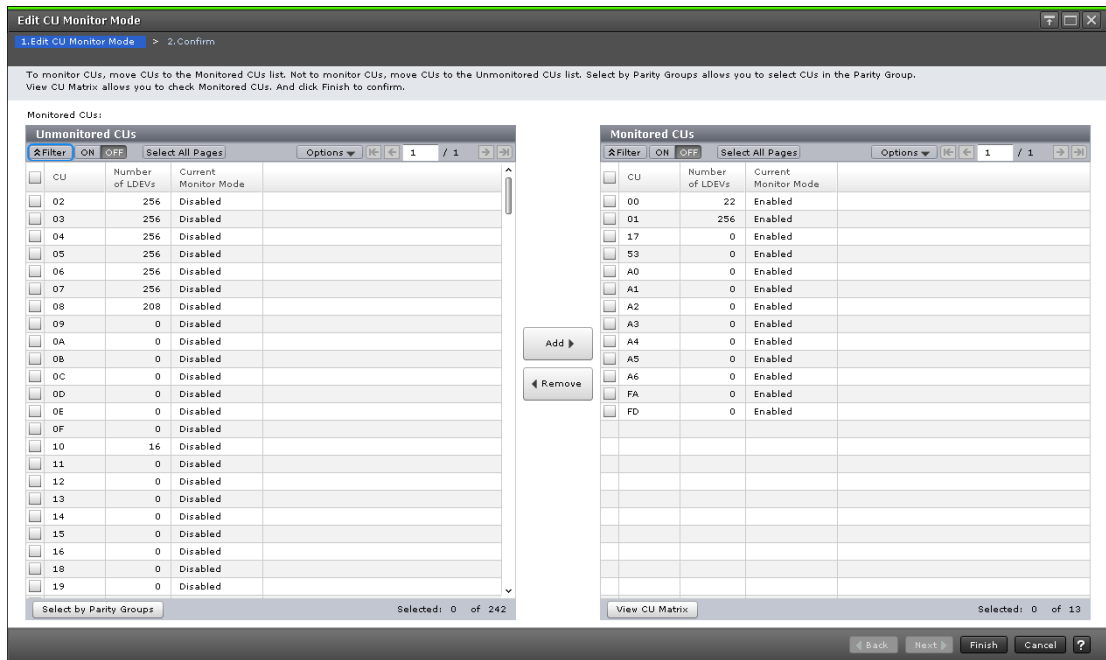 Edit CU Monitor Mode
1.Edit CU Monitor Mode > 2.Confirm
To monitor CUs, move CUs to the Monitored CUs list. Not to monitor CUs, move CUs to the Unmonitored CUs list. Select by Parity Groups allows you to select CUs in the Parity Group.
View CU Matrix allows you to check Monitored CUs. And click Finish to confirm.
Monitored CUs:
Unmonitored CUs
Filter ON OFF Select All Pages Options 1 / 1
CU Number of LDEVs Current Monitor Mode
02 256 Disabled
03 256 Disabled
04 256 Disabled
05 256 Disabled
06 256 Disabled
07 256 Disabled
08 208 Disabled
09 0 Disabled
0A 0 Disabled
0B 0 Disabled
0C 0 Disabled
0D 0 Disabled
0E 0 Disabled
0F 0 Disabled
10 16 Disabled
11 0 Disabled
12 0 Disabled
13 0 Disabled
14 0 Disabled
15 0 Disabled
16 0 Disabled
18 0 Disabled
19 0 Disabled
Select by Parity Groups Selected: 0 of 242
Add
Remove
Monitored CUs
Filter ON OFF Select All Pages Options 1 / 1
CU Number of LDEVs Current Monitor Mode
00 22 Enabled
01 256 Enabled
17 0 Enabled
53 0 Enabled
A0 0 Enabled
A1 0 Enabled
A2 0 Enabled
A3 0 Enabled
A4 0 Enabled
A5 0 Enabled
A6 0 Enabled
FA 0 Enabled
FD 0 Enabled
View CU Matrix Selected: 0 of 13
Back Next Finish Cancel ?